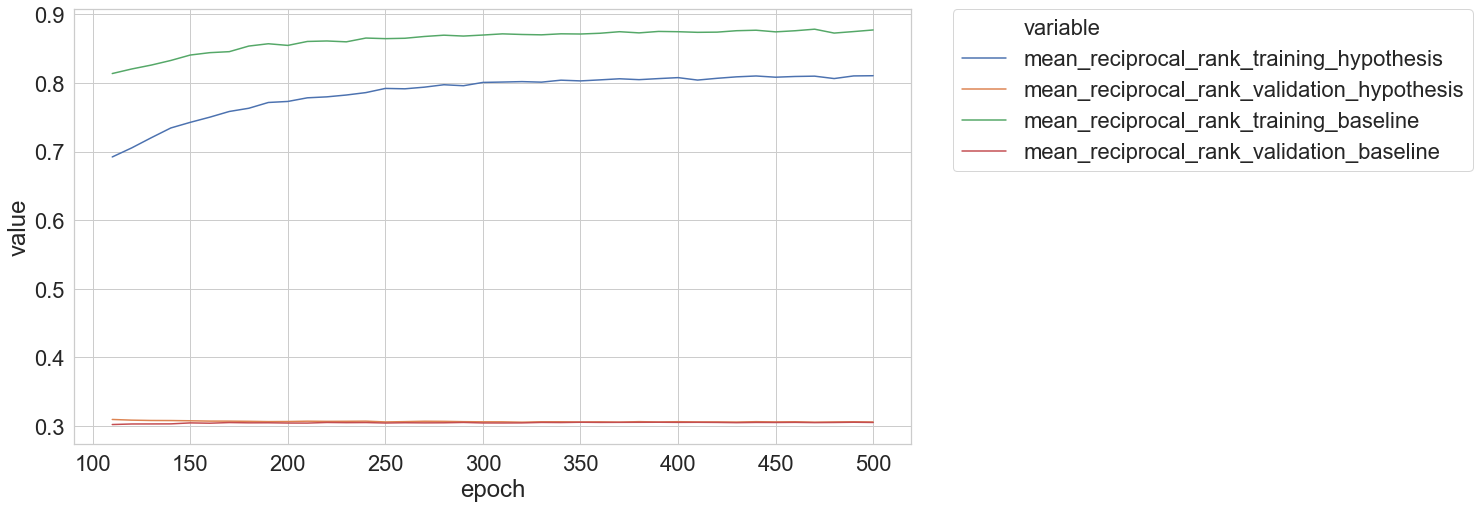 0.9
0.8
0.7
0.6
0.5
0.4
0.3
value
100 150 200 250 300 350 400 450 500
epoch
variable
mean_reciprocal_rank_training_hypothesis
mean_reciprocal_rank_validation_hypothesis
mean_reciprocal_rank_training_baseline
mean_reciprocal_rank_validation_baseline